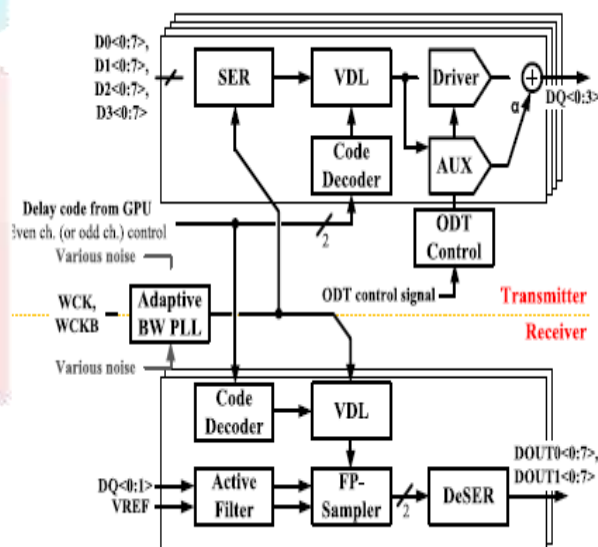 D0<0:7>,
D1<0:7>,
D2<0:7>,
D3<0:7>
SER
VDL
Driver
+
DQ<0:3>
α
Code
Decoder
AUX
Delay code from GPU
Even ch. (or odd ch.) control
2
ODT
Control
Various noise
ODT control signal
Transmitter
WCK,
WCKB
Adaptive
BW PLL
Receiver
Various noise
Code
Decoder
VDL
DOUT0<0:7>,
DOUT1<0:7>
DQ<0:1>
VREF
Active
Filter
FP-
Sampler
2
DeSER